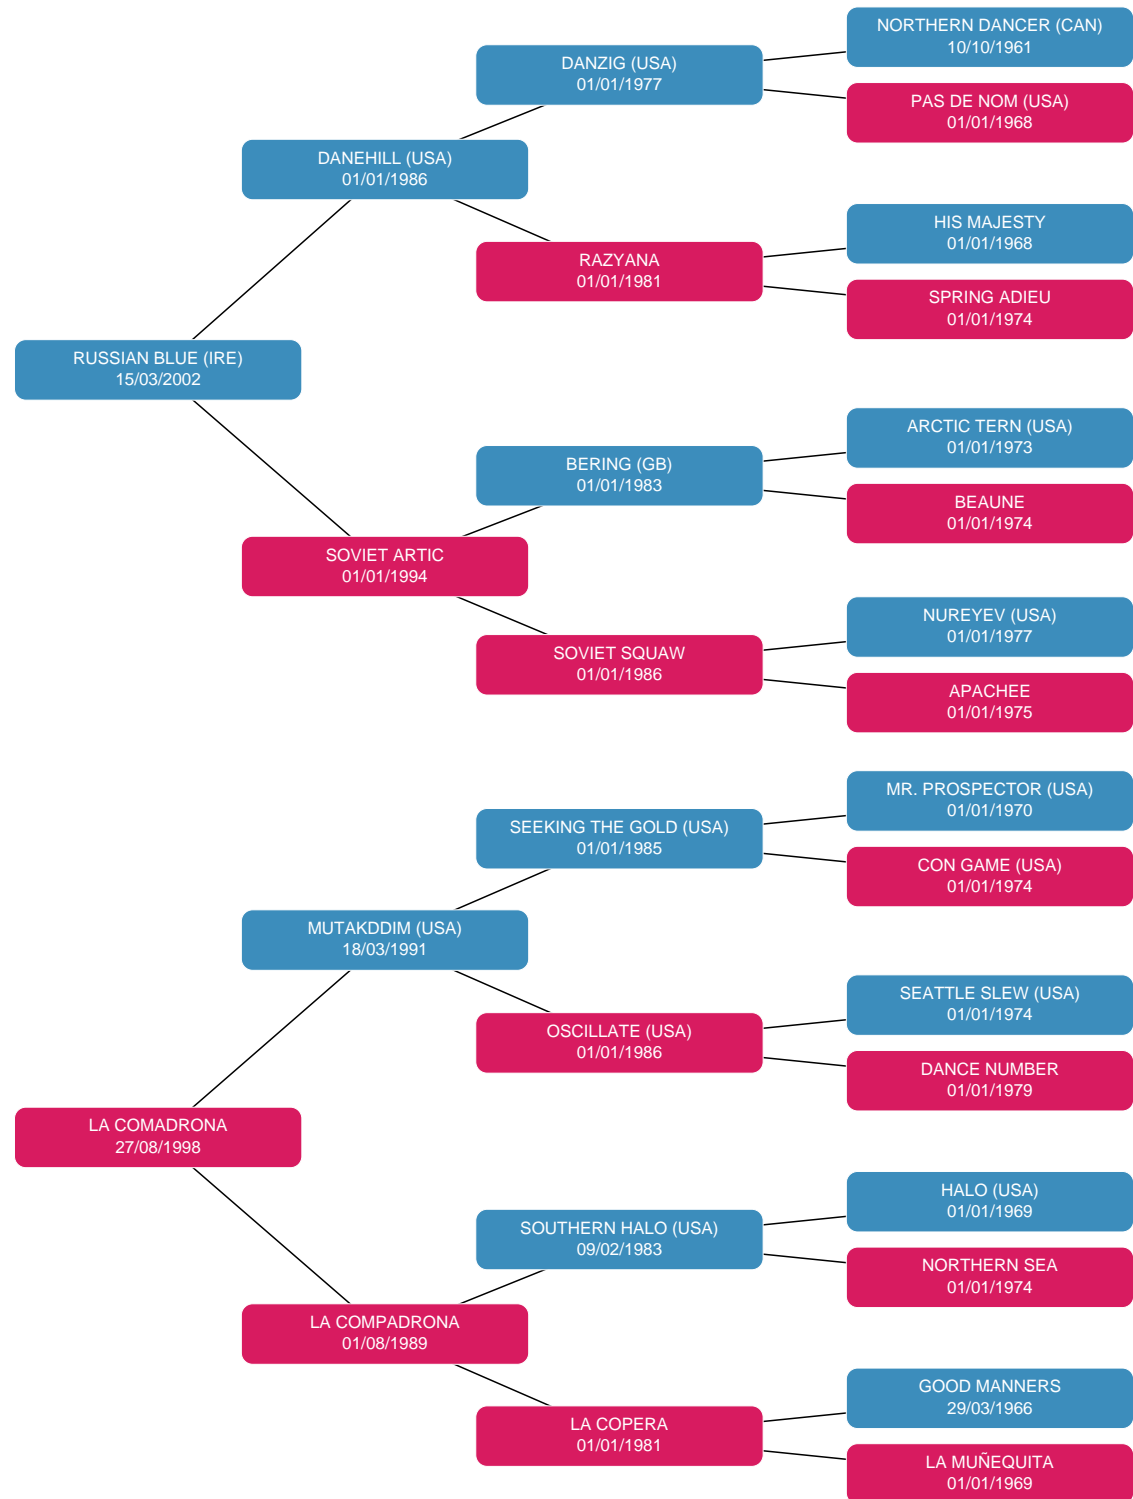 NORTHERN DANCER (CAN)
10/10/1961
DANZIG (USA)
01/01/1977
PAS DE NOM (USA)
01/01/1968
DANEHILL (USA)
01/01/1986
HIS MAJESTY
01/01/1968
RAZYANA
01/01/1981
SPRING ADIEU
01/01/1974
RUSSIAN BLUE (IRE)
15/03/2002
ARCTIC TERN (USA)
01/01/1973
BERING (GB)
01/01/1983
BEAUNE
01/01/1974
SOVIET ARTIC
01/01/1994
NUREYEV (USA)
01/01/1977
SOVIET SQUAW
01/01/1986
APACHEE
01/01/1975
MR. PROSPECTOR (USA)
01/01/1970
SEEKING THE GOLD (USA)
01/01/1985
CON GAME (USA)
01/01/1974
MUTAKDDIM (USA)
18/03/1991
SEATTLE SLEW (USA)
01/01/1974
OSCILLATE (USA)
01/01/1986
DANCE NUMBER
01/01/1979
LA COMADRONA
27/08/1998
HALO (USA)
01/01/1969
SOUTHERN HALO (USA)
09/02/1983
NORTHERN SEA
01/01/1974
LA COMPADRONA
01/08/1989
GOOD MANNERS
29/03/1966
LA COPERA
01/01/1981
LA MUÑEQUITA
01/01/1969